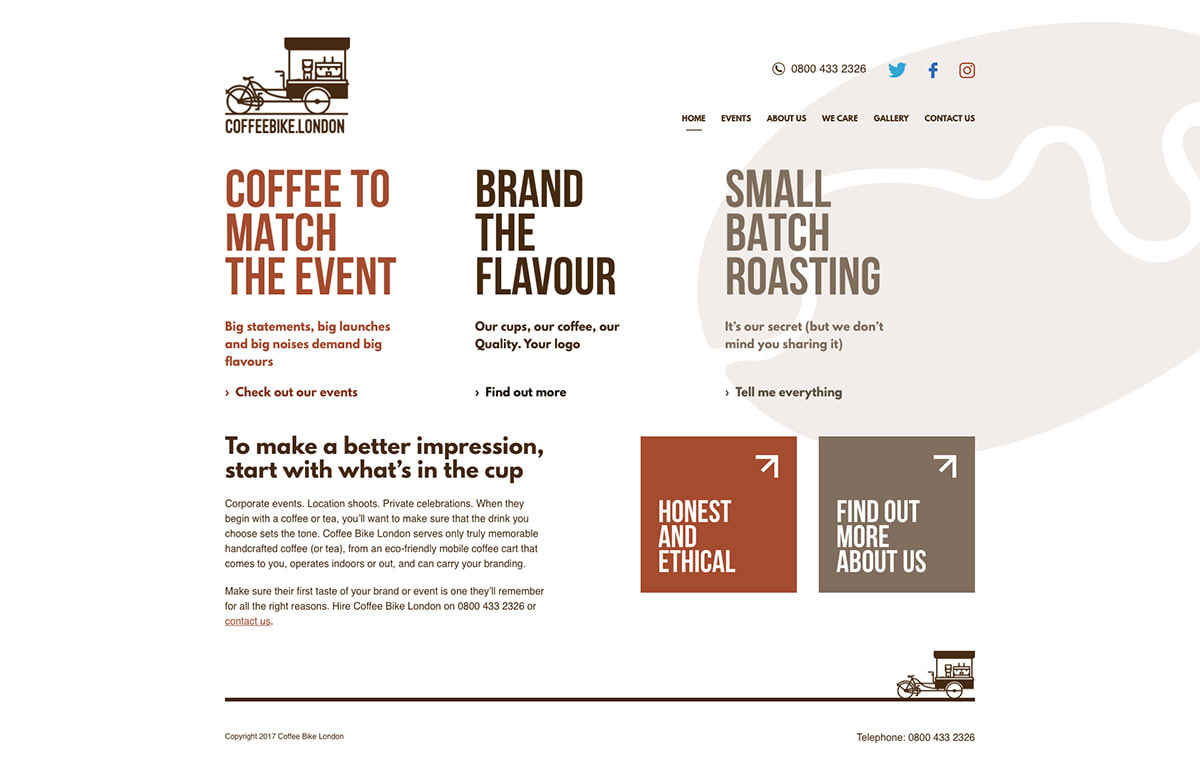 COFFEEBIKE.LONDON
0800 433 2326
HOME EVENTS ABOUT US WE CARE GALLERY CONTACT US
COFFEE TO
MATCH
THE EVENT
Big statements, big launches
and big noises demand big
flavours
› Check out our events
BRAND
THE
FLAVOUR
Our cups, our coffee, our
Quality. Your logo
› Find out more
SMALL
BATCH
ROASTING
It’s our secret (but we don’t
mind you sharing it)
› Tell me everything
To make a better impression,
start with what’s in the cup
Corporate events. Location shoots. Private celebrations. When they
begin with a coffee or tea, you’ll want to make sure that the drink you
choose sets the tone. Coffee Bike London serves only truly memorable
handcrafted coffee (or tea), from an eco-friendly mobile coffee cart that
comes to you, operates indoors or out, and can carry your branding.
Make sure their first taste of your brand or event is one they’ll remember
for all the right reasons. Hire Coffee Bike London on 0800 433 2326 or
contact us.
HONEST
AND
ETHICAL
FIND OUT
MORE
ABOUT US
Copyright 2017 Coffee Bike London
Telephone: 0800 433 2326